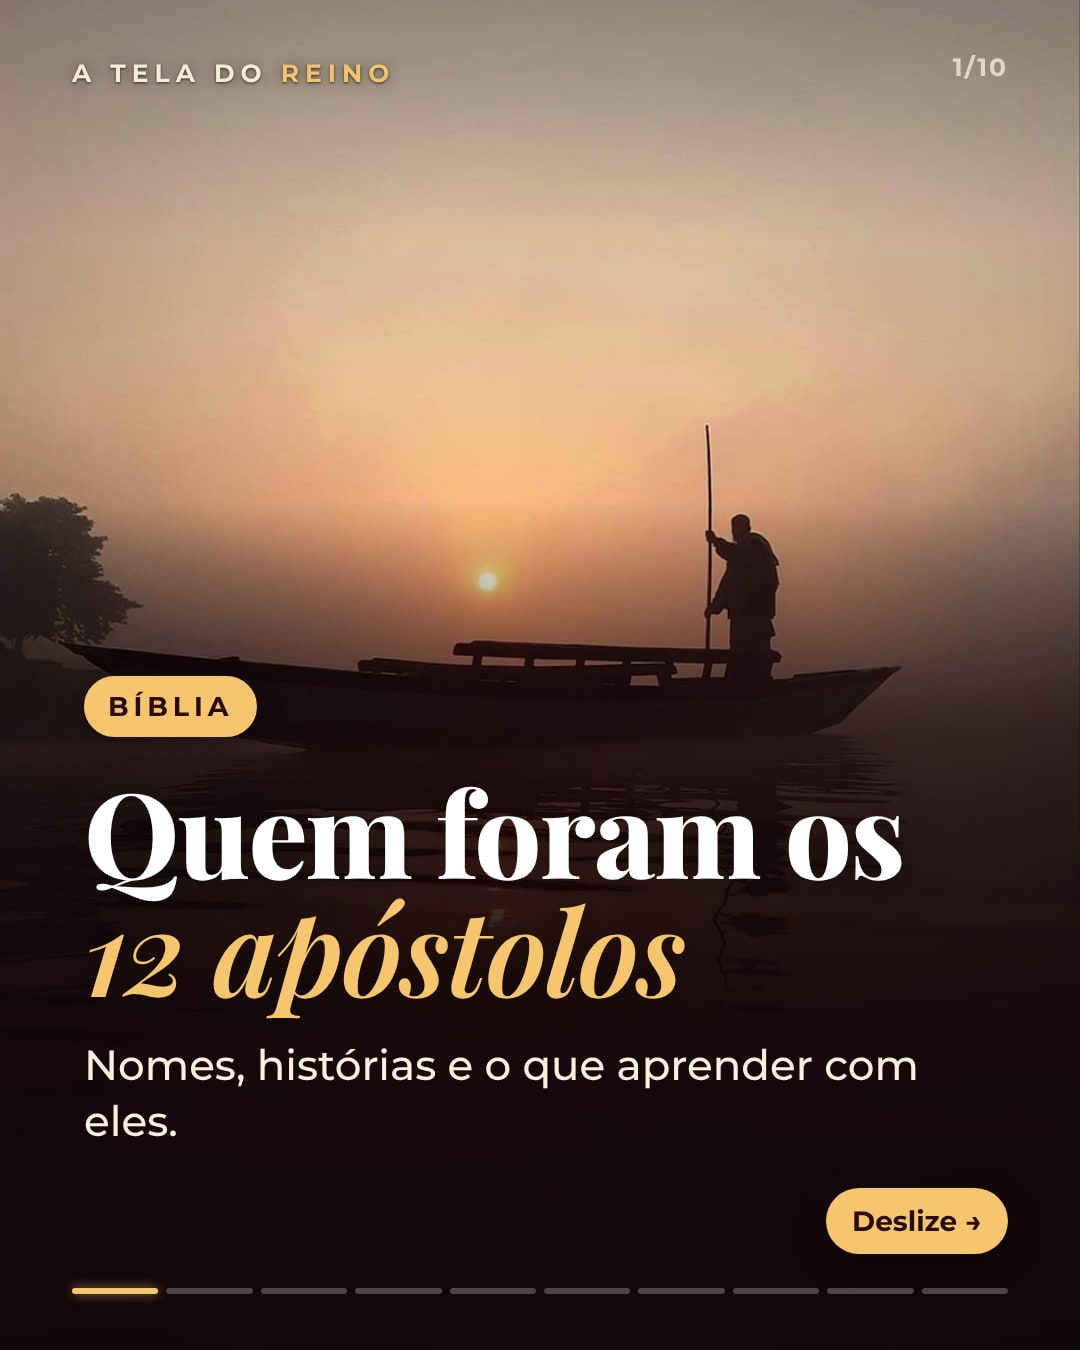 A TELA DO REINO
1/10
BÍBLIA
Quem foram os
12 apóstolos
Nomes, histórias e o que aprender com
eles.
Deslize →